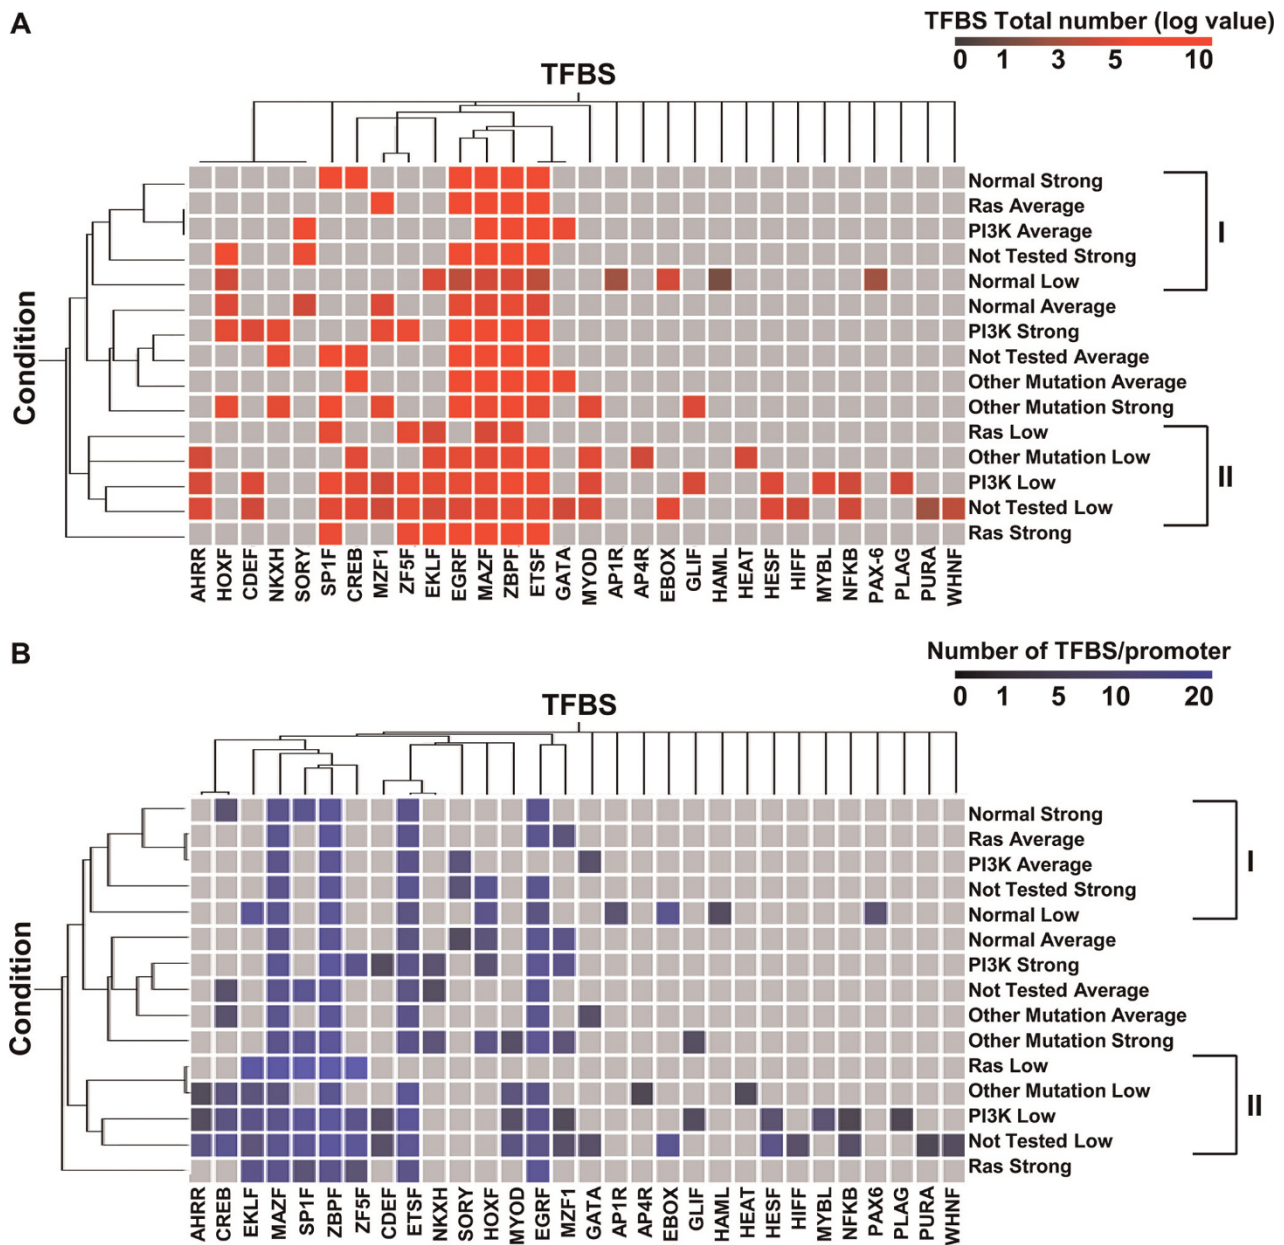 A
TFBS Total number (log value)
0 1 3 5 10
TFBS
Condition
Normal Strong
Ras Average
PI3K Average
Not Tested Strong
Normal Low
Normal Average
PI3K Strong
Not Tested Average
Other Mutation Average
Other Mutation Strong
Ras Low
Other Mutation Low
PI3K Low
Not Tested Low
Ras Strong
I
II
AHRR HOXF CDEF NKXH SORY SP1F CREB MZF1 ZF5F EKLF EGRF MAZF ZBPF ETSF GATA MYOD AP1R AP4R EBOX GLIF HAML HEAT HESF HIFF MYBL NFKB PAX-6 PLAG PURA WHNF
B
Number of TFBS/promoter
0 1 5 10 20
TFBS
Condition
Normal Strong
Ras Average
PI3K Average
Not Tested Strong
Normal Low
Normal Average
PI3K Strong
Not Tested Average
Other Mutation Average
Other Mutation Strong
Ras Low
Other Mutation Low
PI3K Low
Not Tested Low
Ras Strong
I
II
AHRR CREB EKLF MAZF SP1F ZBPF ZF5F CDEF ETSF NKXH SORY HOXF MYOD EGRF MZF1 GATA AP1R AP4R EBOX GLIF HAML HEAT HESF HIFF MYBL NFKB PAX6 PLAG PURA WHNF